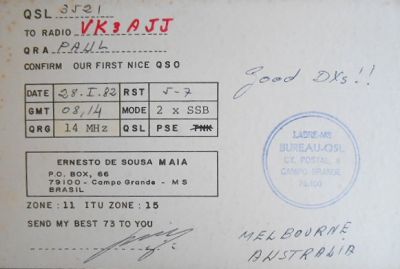 QSL 3521
TO RADIO VK3AJJ
QRA PAUL
CONFIRM OUR FIRST NICE QSO
Good DXs!!
DATE 28.I.82 RST 5-7
GMT 08,14 MODE 2 x SSB
QRG 14 MHz QSL PSE TNK
ERNESTO DE SOUSA MAIA
P.O. BOX, 66
79100 - Campo Grande - MS
BRASIL
LABRE-MS
BUREAU-QSL
CX. POSTAL,
CAMPO GRANDE
79.100
ZONE : 11 ITU ZONE : 15
SEND MY BEST 73 TO YOU
MELBOURNE
AUSTRALIA